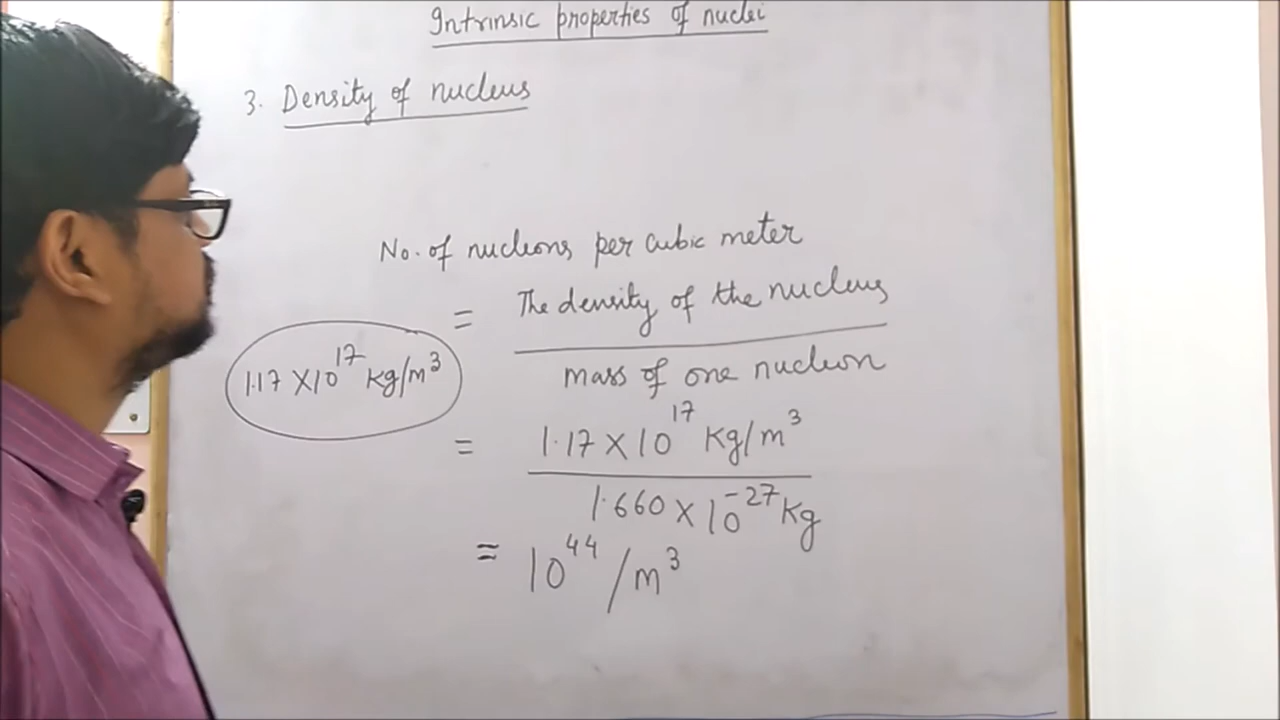 Intrinsic properties of nuclei
3. Density of nucleus
No. of nucleons per cubic meter
= The density of the nucleus
mass of one nucleon
1.17 X 10^17 Kg/m^3
= 1.17 X 10^17 Kg/m^3
1.660 X 10^-27 Kg
= 10^44 /m^3